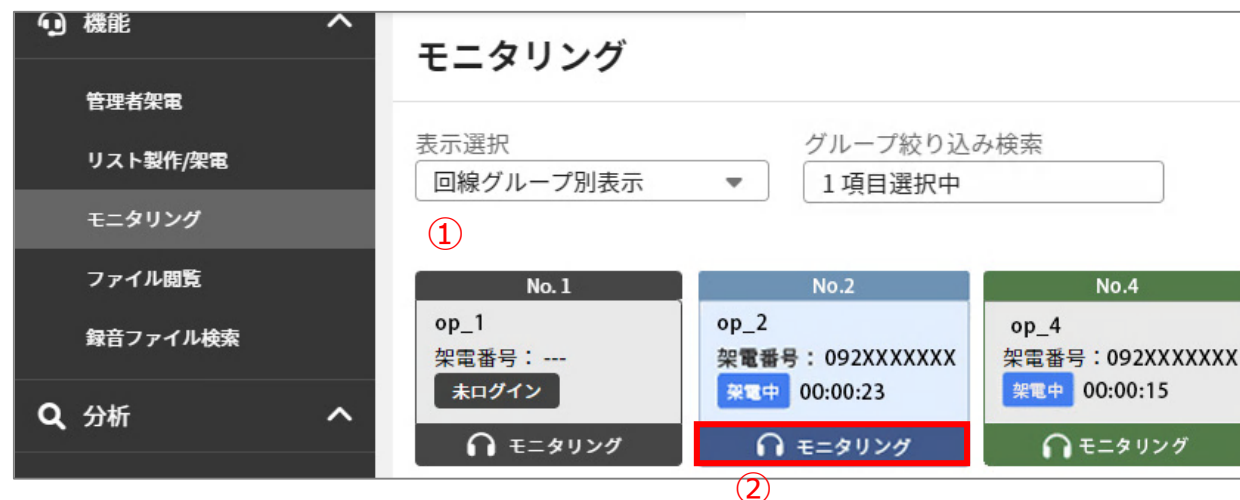 機能
管理者架電
リスト製作/架電
モニタリング
ファイル閲覧
録音ファイル検索
分析
モニタリング
表示選択
回線グループ別表示
グループ絞り込み検索
1 項目選択中
①
No. 1
op_1
架電番号： ---
未ログイン
モニタリング
No.2
op_2
架電番号： 092XXXXXXX
架電中 00:00:23
モニタリング
②
No.4
op_4
架電番号：092XXXXXXX
架電中 00:00:15
モニタリング